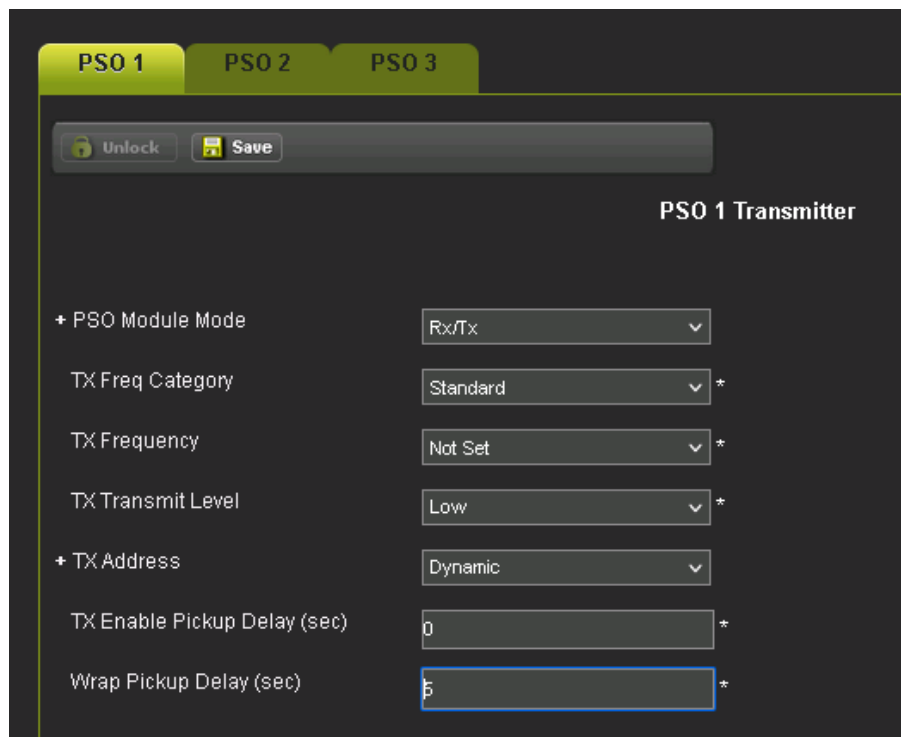 PSO 1 PSO 2 PSO 3
Unlock Save
PSO 1 Transmitter
+ PSO Module Mode Rx/Tx
TX Freq Category Standard *
TX Frequency Not Set *
TX Transmit Level Low *
+ TX Address Dynamic
TX Enable Pickup Delay (sec) 0 *
Wrap Pickup Delay (sec) 5 *